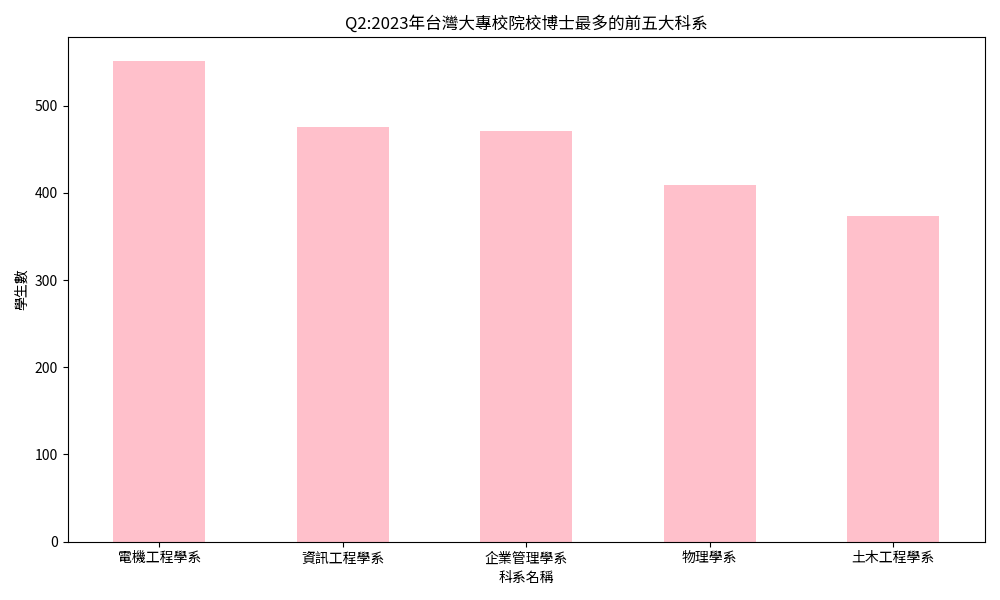 Q2:2023年台灣大專校院校博士最多的前五大科系
學生數
500
400
300
200
100
0
電機工程學系
資訊工程學系
企業管理學系
物理學系
土木工程學系
科系名稱